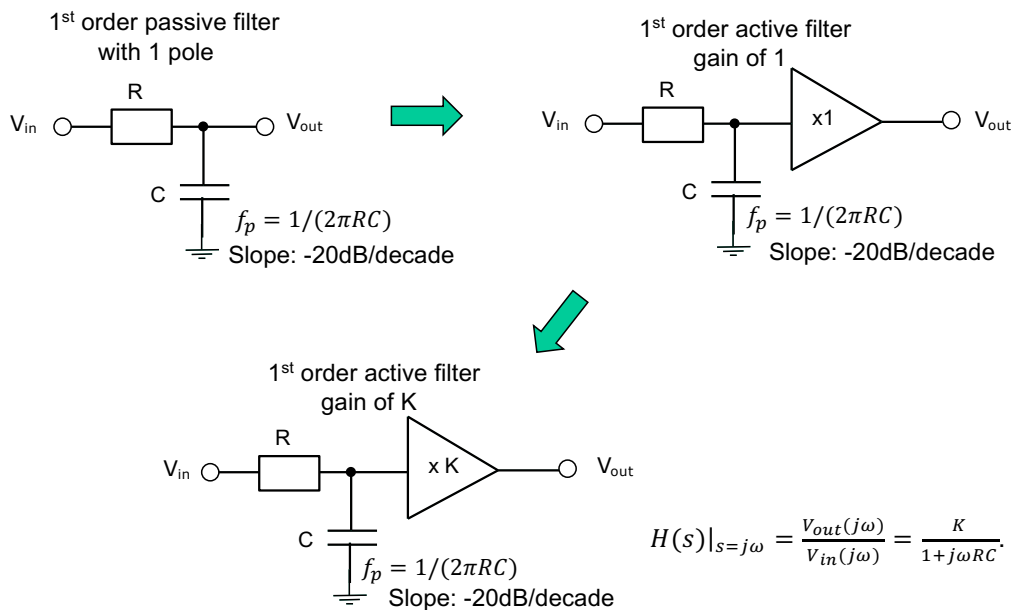 1st order passive filter
with 1 pole
R
Vin
Vout
C
fp = 1/(2πRC)
Slope: -20dB/decade
1st order active filter
gain of 1
R
Vin
x1
Vout
C
fp = 1/(2πRC)
Slope: -20dB/decade
1st order active filter
gain of K
R
Vin
x K
Vout
C
fp = 1/(2πRC)
Slope: -20dB/decade
H(s)|s=jω = Vout(jω)/Vin(jω) = K/1+jωRC.